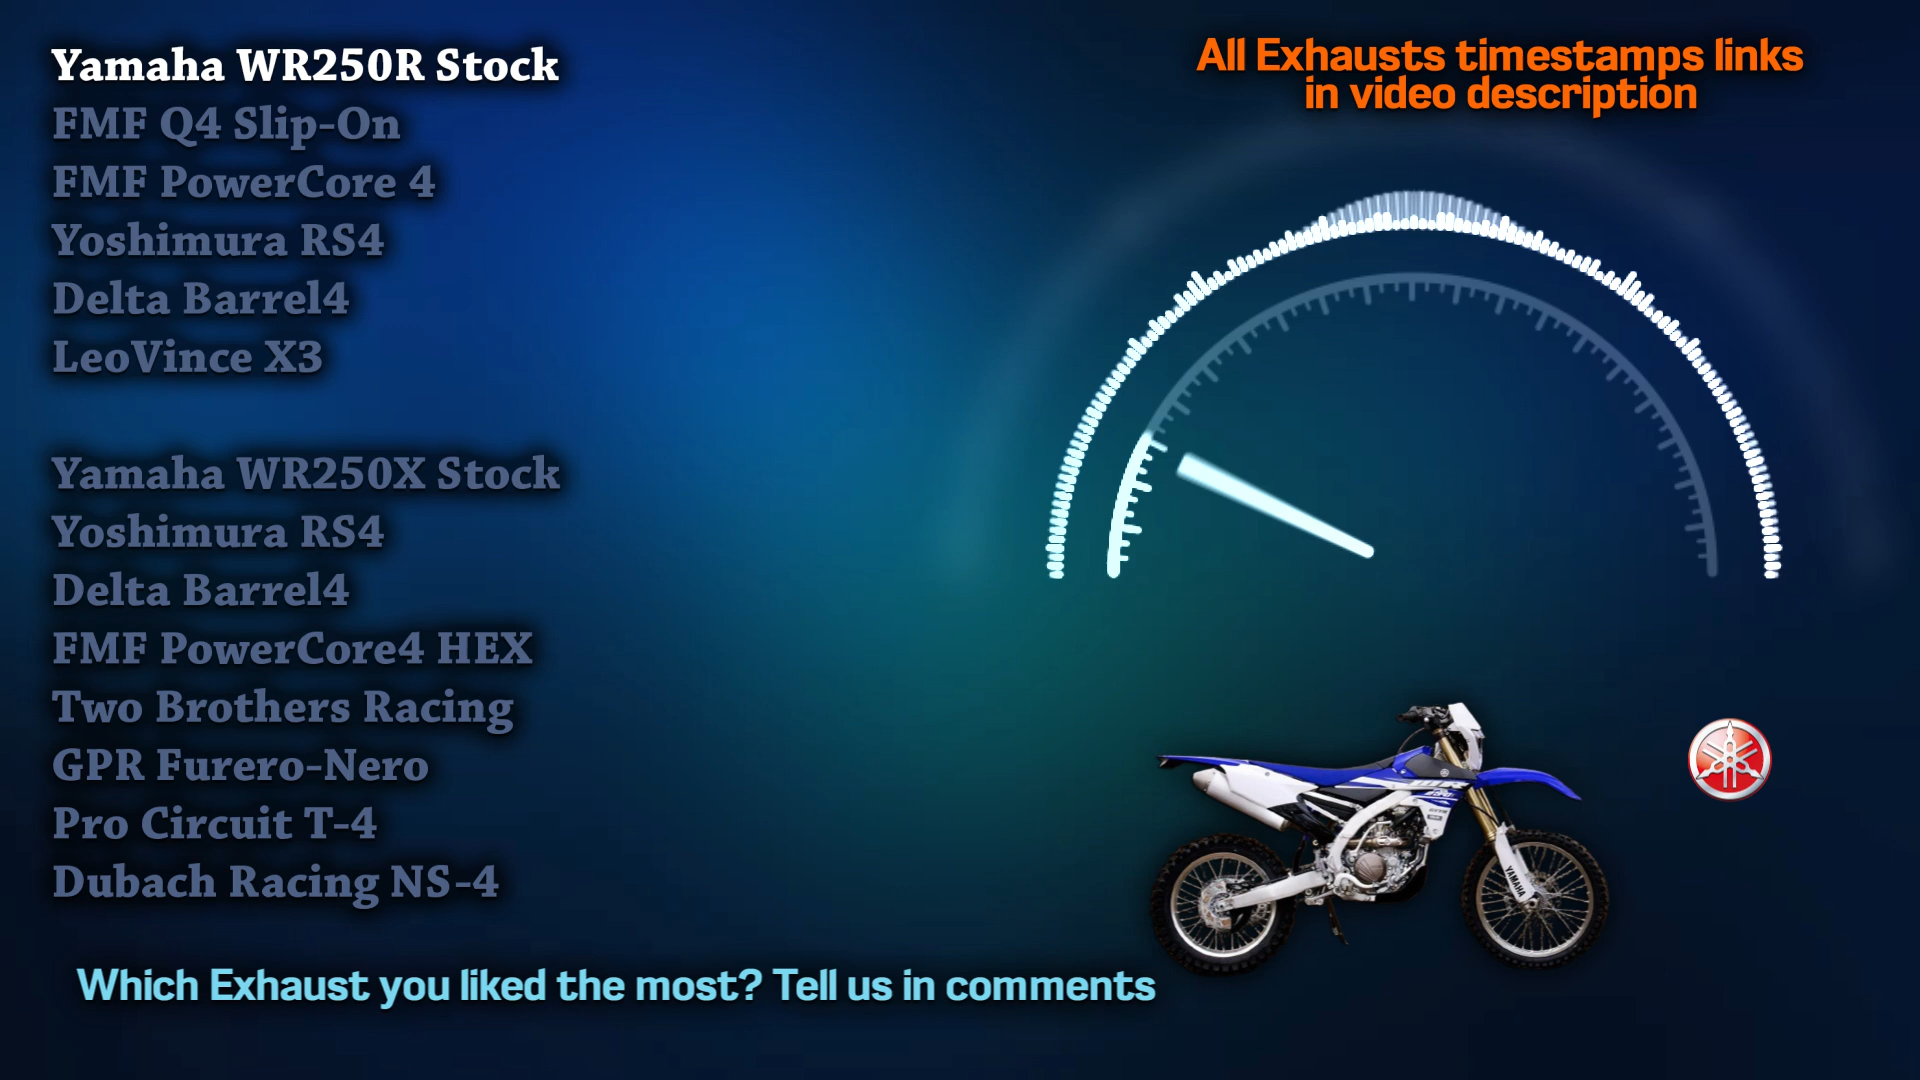 Yamaha WR250R Stock
FMF Q4 Slip-On
FMF PowerCore 4
Yoshimura RS4
Delta Barrel4
LeoVince X3
Yamaha WR250X Stock
Yoshimura RS4
Delta Barrel4
FMF PowerCore4 HEX
Two Brothers Racing
GPR Furero-Nero
Pro Circuit T-4
Dubach Racing NS-4
All Exhausts timestamps links
in video description
WR
YAMAHA
Which Exhaust you liked the most? Tell us in comments